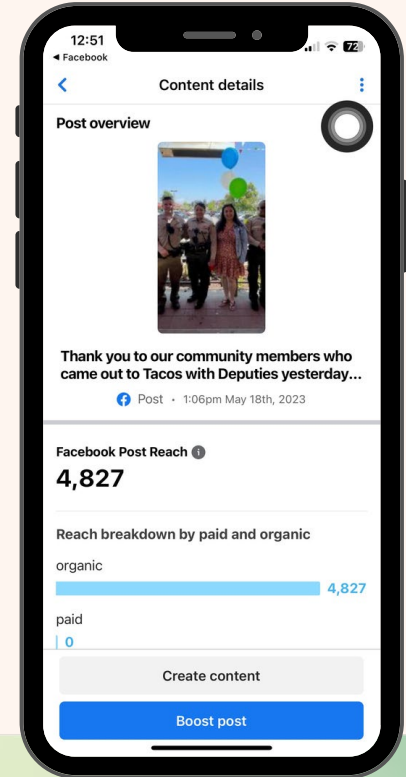 12:51
72
◀ Facebook
Content details
Post overview
Thank you to our community members who
came out to Tacos with Deputies yesterday...
Post • 1:06pm May 18th, 2023
Facebook Post Reach
4,827
Reach breakdown by paid and organic
organic
4,827
paid
0
Create content
Boost post